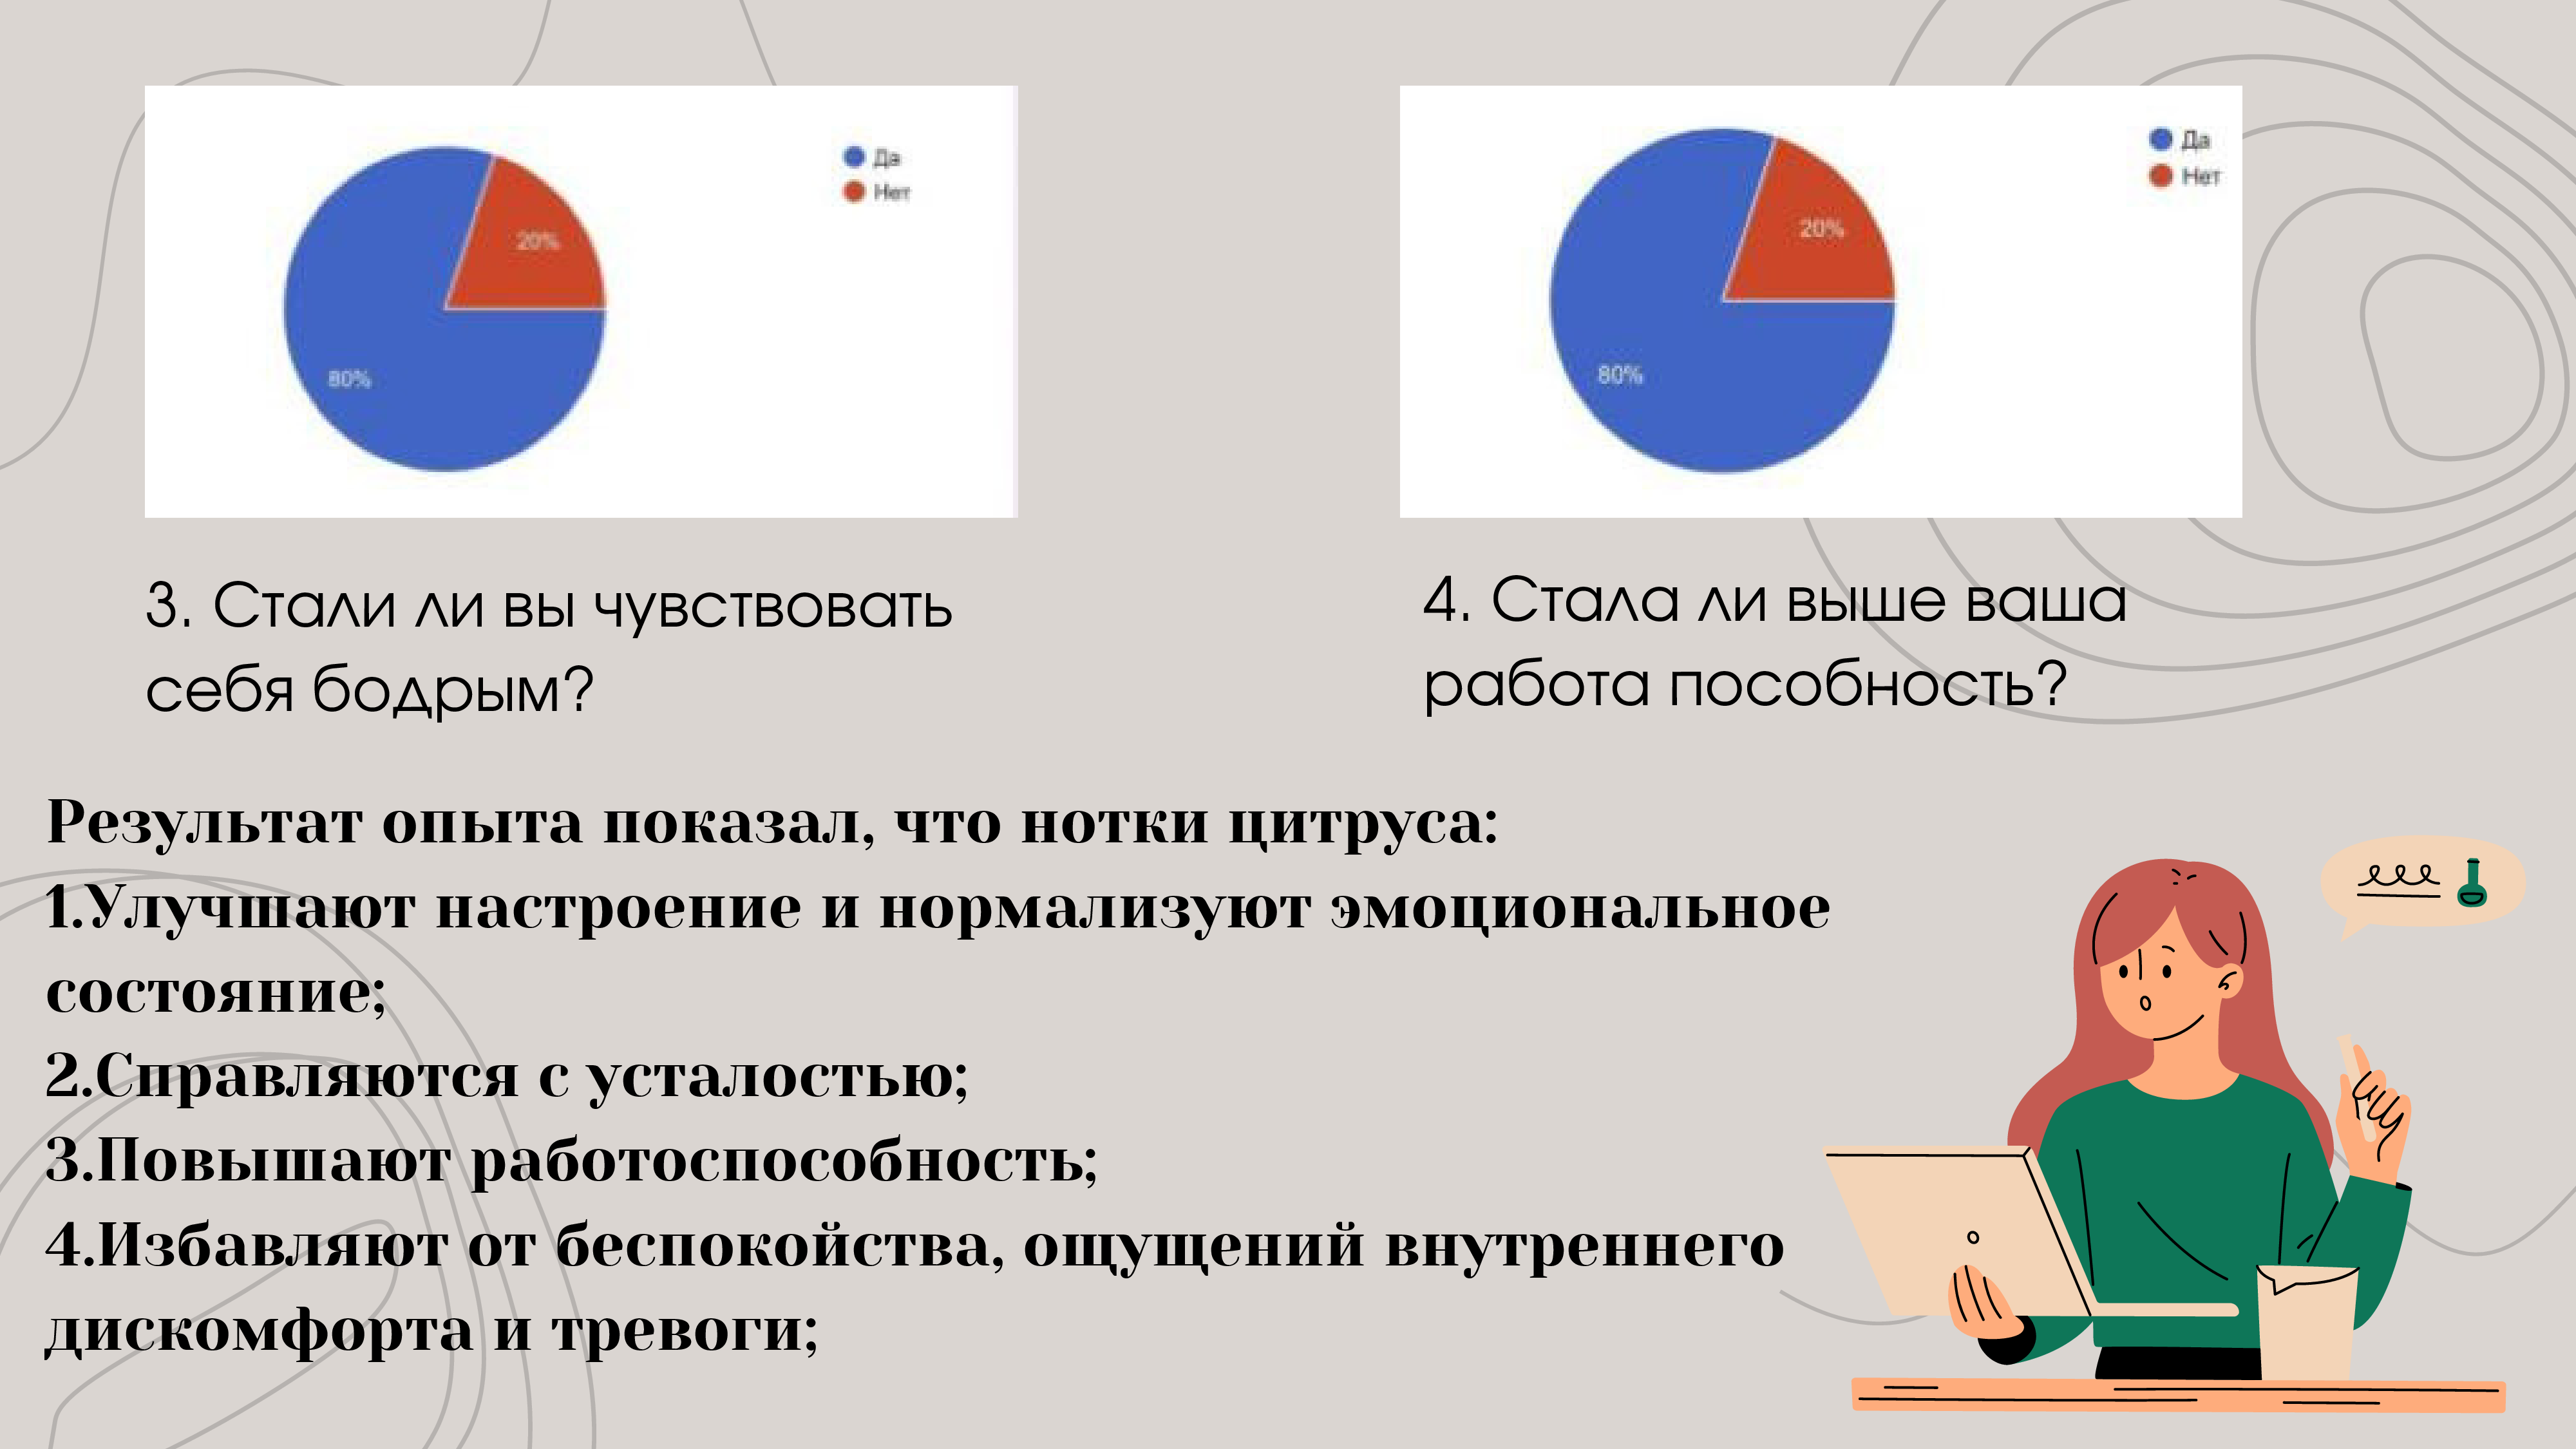 Да
Нет
20%
80%
Да
Нет
20%
80%
3. Стали ли вы чувствовать
себя бодрым?
4. Стала ли выше ваша
работа пособность?
Результат опыта показал, что нотки цитруса:
1.Улучшают настроение и нормализуют эмоциональное
состояние;
2.Справляются с усталостью;
3.Повышают работоспособность;
4.Избавляют от беспокойства, ощущений внутреннего
дискомфорта и тревоги;